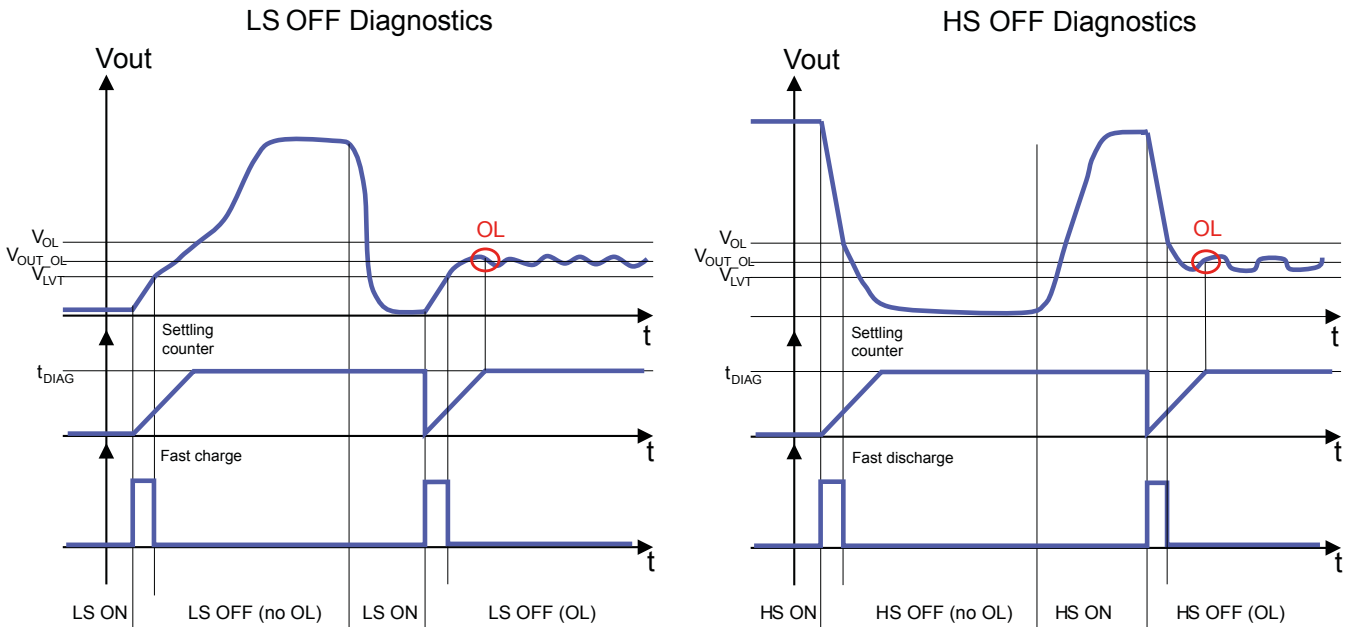 LS OFF Diagnostics
Vout
V_OL
V_OUT_OL
V_LVT
OL
t
Settling
counter
t_DIAG
t
Fast charge
t
LS ON
LS OFF (no OL)
LS ON
LS OFF (OL)
HS OFF Diagnostics
Vout
V_OL
V_OUT_OL
V_LVT
OL
t
Settling
counter
t_DIAG
t
Fast discharge
t
HS ON
HS OFF (no OL)
HS ON
HS OFF (OL)